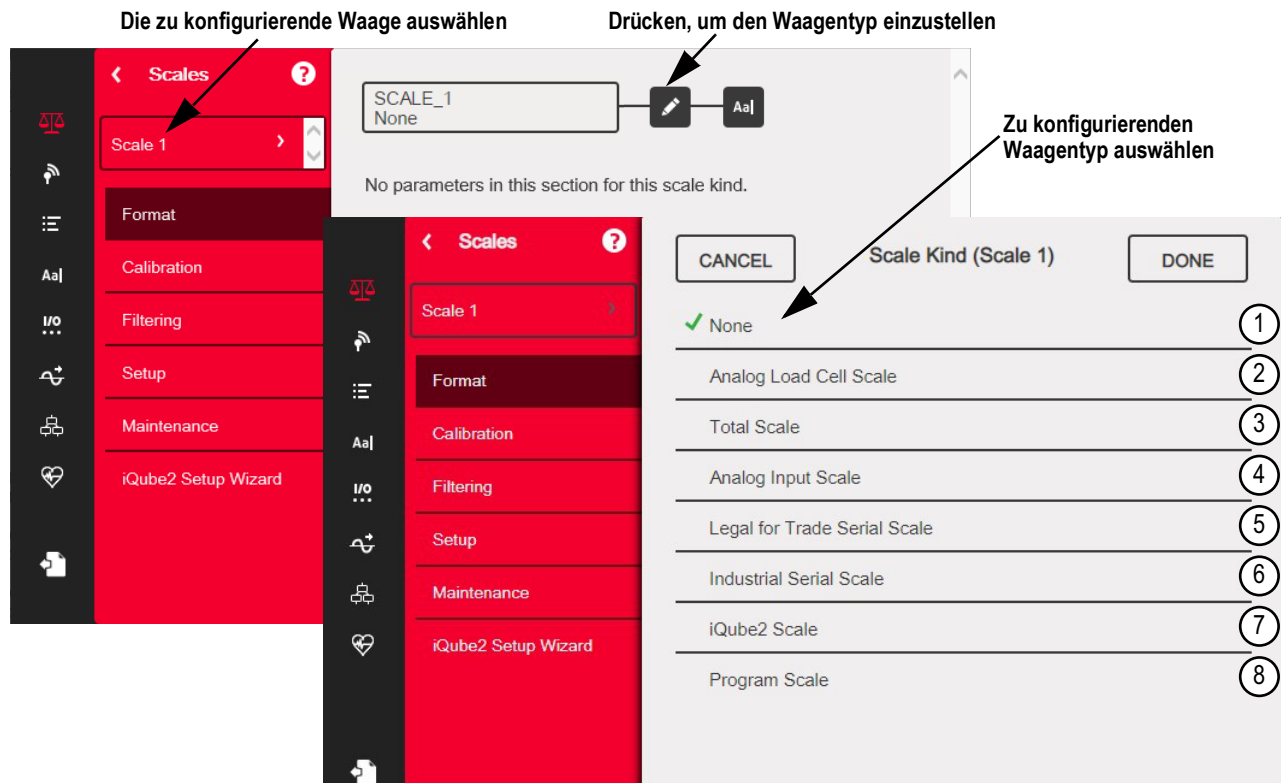 Die zu konfigurierende Waage auswählen
Drücken, um den Waagentyp einzustellen
Scales ?
Scale 1
Format
Calibration
Filtering
Setup
Maintenance
iQube2 Setup Wizard
Aa
I/O
SCALE_1
None
Aa
No parameters in this section for this scale kind.
Zu konfigurierenden
Waagentyp auswählen
Scales ?
Scale 1
Format
Calibration
Filtering
Setup
Maintenance
iQube2 Setup Wizard
Aa
I/O
CANCEL
Scale Kind (Scale 1)
DONE
None 1
Analog Load Cell Scale 2
Total Scale 3
Analog Input Scale 4
Legal for Trade Serial Scale 5
Industrial Serial Scale 6
iQube2 Scale 7
Program Scale 8